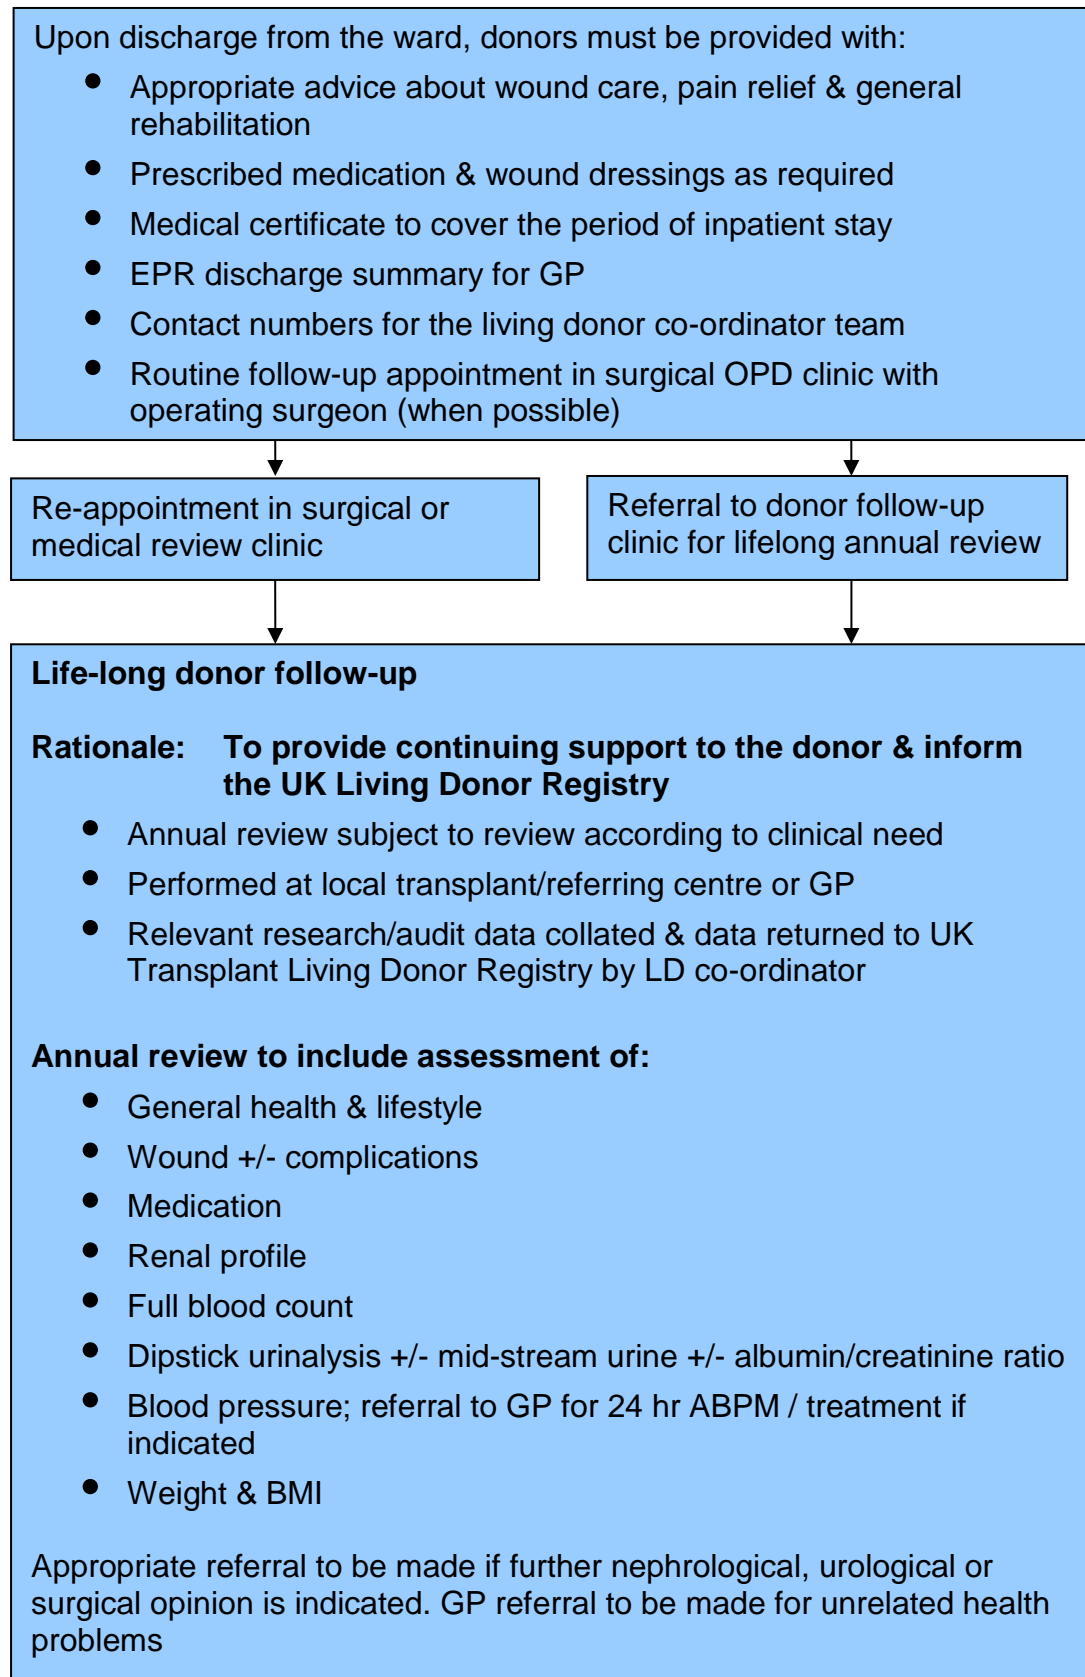 Upon discharge from the ward, donors must be provided with:
● Appropriate advice about wound care, pain relief & general
rehabilitation
● Prescribed medication & wound dressings as required
● Medical certificate to cover the period of inpatient stay
● EPR discharge summary for GP
● Contact numbers for the living donor co-ordinator team
● Routine follow-up appointment in surgical OPD clinic with
operating surgeon (when possible)
Re-appointment in surgical or
medical review clinic
Referral to donor follow-up
clinic for lifelong annual review
Life-long donor follow-up
Rationale: To provide continuing support to the donor & inform
the UK Living Donor Registry
● Annual review subject to review according to clinical need
● Performed at local transplant/referring centre or GP
● Relevant research/audit data collated & data returned to UK
Transplant Living Donor Registry by LD co-ordinator
Annual review to include assessment of:
● General health & lifestyle
● Wound +/- complications
● Medication
● Renal profile
● Full blood count
● Dipstick urinalysis +/- mid-stream urine +/- albumin/creatinine ratio
● Blood pressure; referral to GP for 24 hr ABPM / treatment if
indicated
● Weight & BMI
Appropriate referral to be made if further nephrological, urological or
surgical opinion is indicated. GP referral to be made for unrelated health
problems